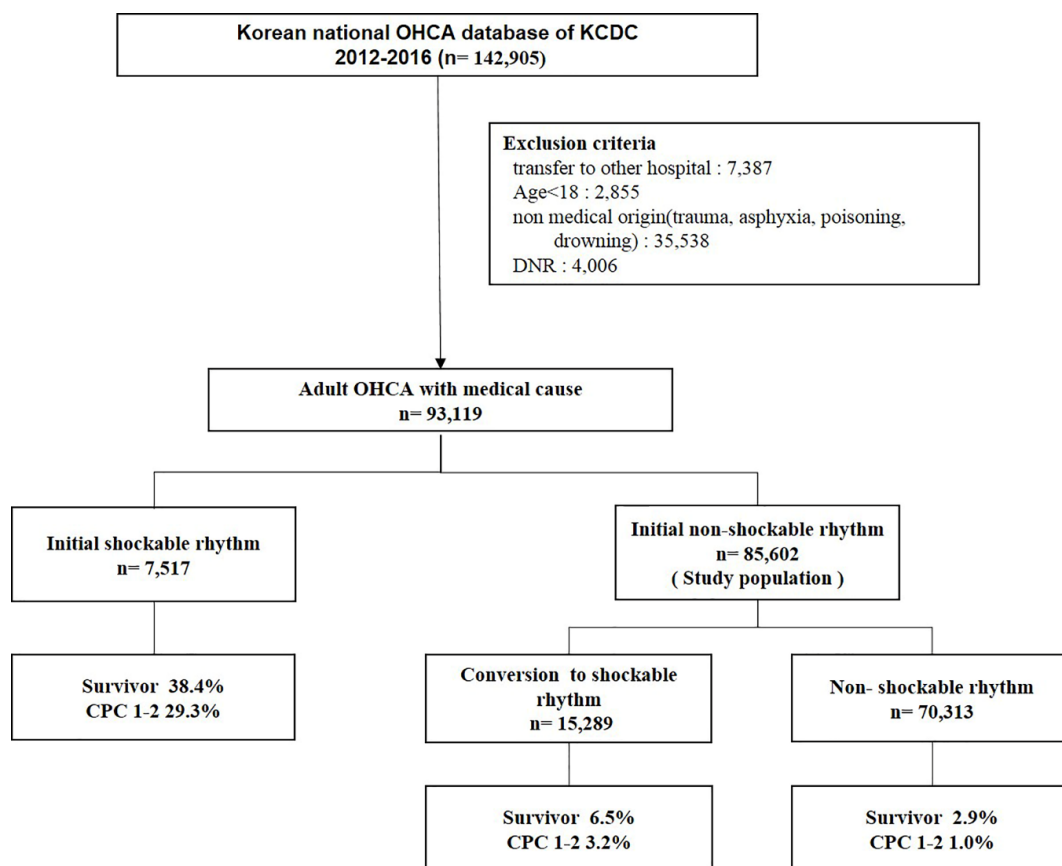 Korean national OHCA database of KCDC
2012-2016 (n= 142,905)
Exclusion criteria
transfer to other hospital : 7,387
Age<18 : 2,855
non medical origin(trauma, asphyxia, poisoning,
drowning) : 35,538
DNR : 4,006
Adult OHCA with medical cause
n= 93,119
Initial shockable rhythm
n= 7,517
Initial non-shockable rhythm
n= 85,602
( Study population )
Survivor 38.4%
CPC 1-2 29.3%
Conversion to shockable
rhythm
n= 15,289
Non- shockable rhythm
n= 70,313
Survivor 6.5%
CPC 1-2 3.2%
Survivor 2.9%
CPC 1-2 1.0%